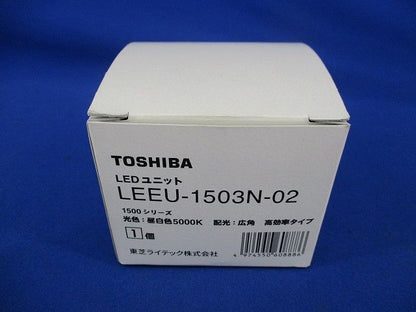 TOSHIBA
LEDユニット
LEEU-1503N-02
1500シリーズ
光色：昼白色5000K 配光：広角 高効率タイプ
1個
東芝ライテック株式会社
4974550608886